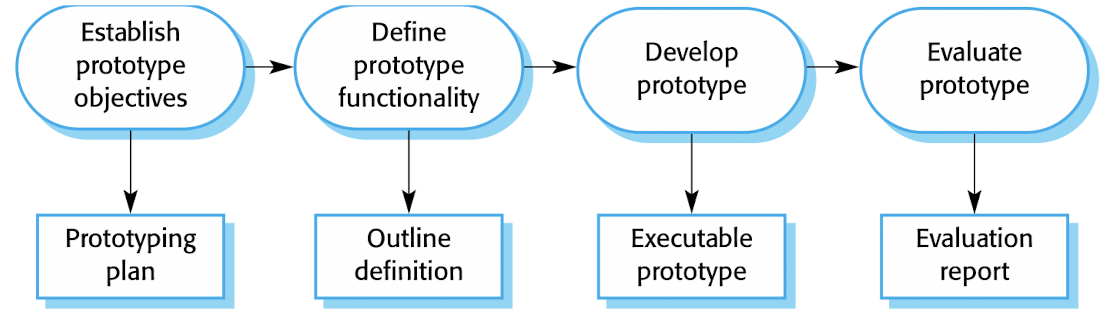 Establish
prototype
objectives
Define
prototype
functionality
Develop
prototype
Evaluate
prototype
Prototyping
plan
Outline
definition
Executable
prototype
Evaluation
report